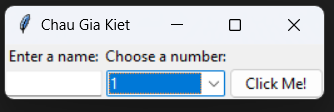 Chau Gia Kiet
Enter a name: Choose a number:
1 Click Me!